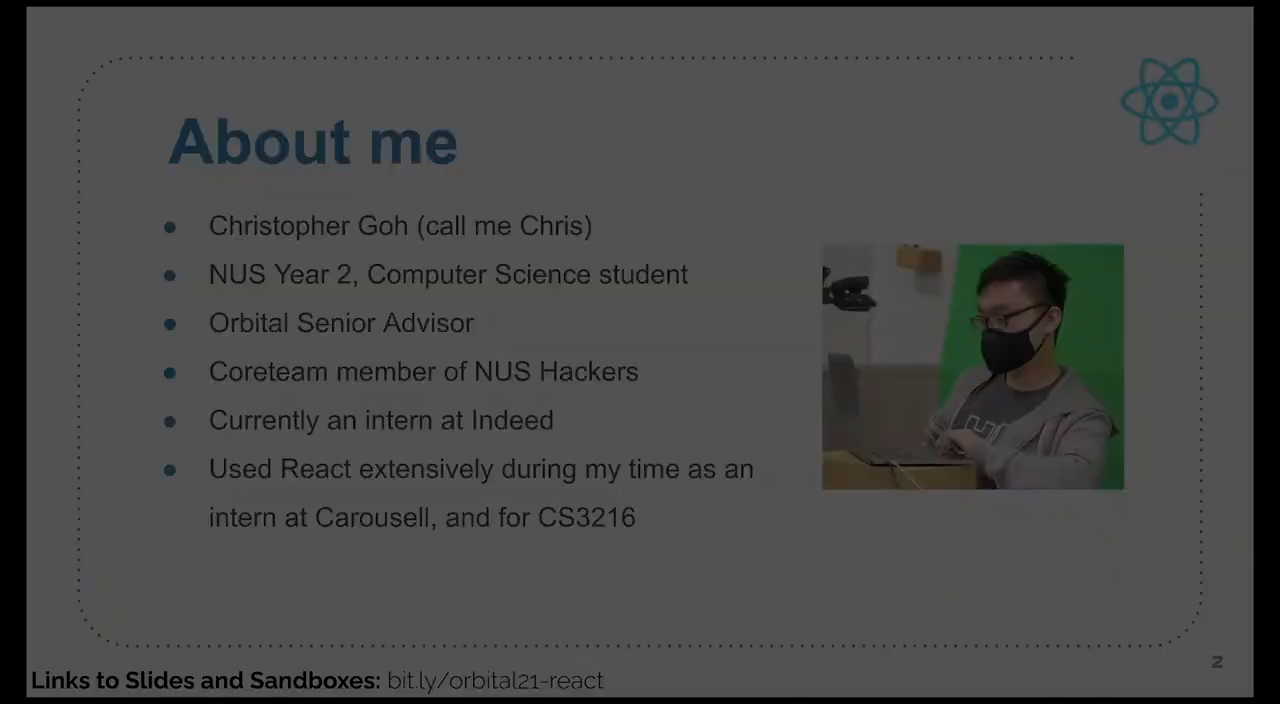 About me
Christopher Goh (call me Chris)
NUS Year 2, Computer Science student
Orbital Senior Advisor
Coreteam member of NUS Hackers
Currently an intern at Indeed
Used React extensively during my time as an
intern at Carousell, and for CS3216
2
Links to Slides and Sandboxes: bit.ly/orbital21-react